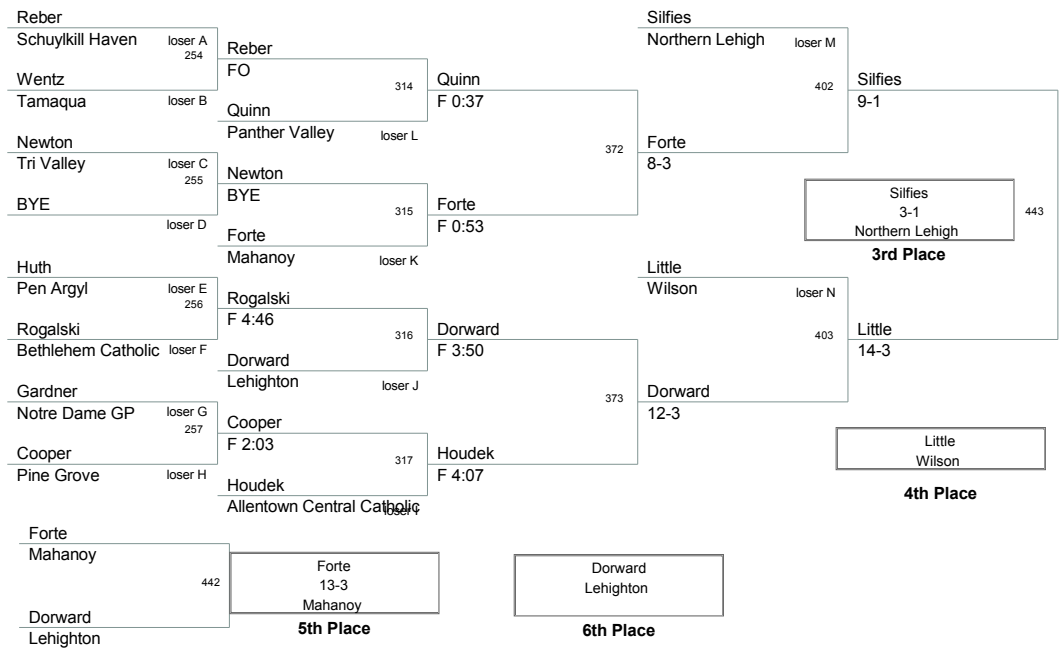 Reber
Schuylkill Haven
loser A
254
Wentz
Tamaqua
loser B
Newton
Tri Valley
loser C
255
BYE
loser D
Huth
Pen Argyl
loser E
256
Rogalski
Bethlehem Catholic
loser F
Gardner
Notre Dame GP
loser G
257
Cooper
Pine Grove
loser H
Reber
FO
314
Quinn
Panther Valley
loser L
Newton
BYE
315
Forte
Mahanoy
loser K
Rogalski
F 4:46
316
Dorward
Lehighton
loser J
Cooper
F 2:03
317
Houdek
Allentown Central Catholic
loser I
Quinn
F 0:37
372
Forte
F 0:53
Dorward
F 3:50
373
Houdek
F 4:07
Silfies
Northern Lehigh
loser M
402
Forte
8-3
Little
Wilson
loser N
403
Dorward
12-3
Silfies
9-1
443
Little
14-3
Silfies
3-1
Northern Lehigh
3rd Place
Little
Wilson
4th Place
Forte
Mahanoy
442
Dorward
Lehighton
Forte
13-3
Mahanoy
5th Place
Dorward
Lehighton
6th Place